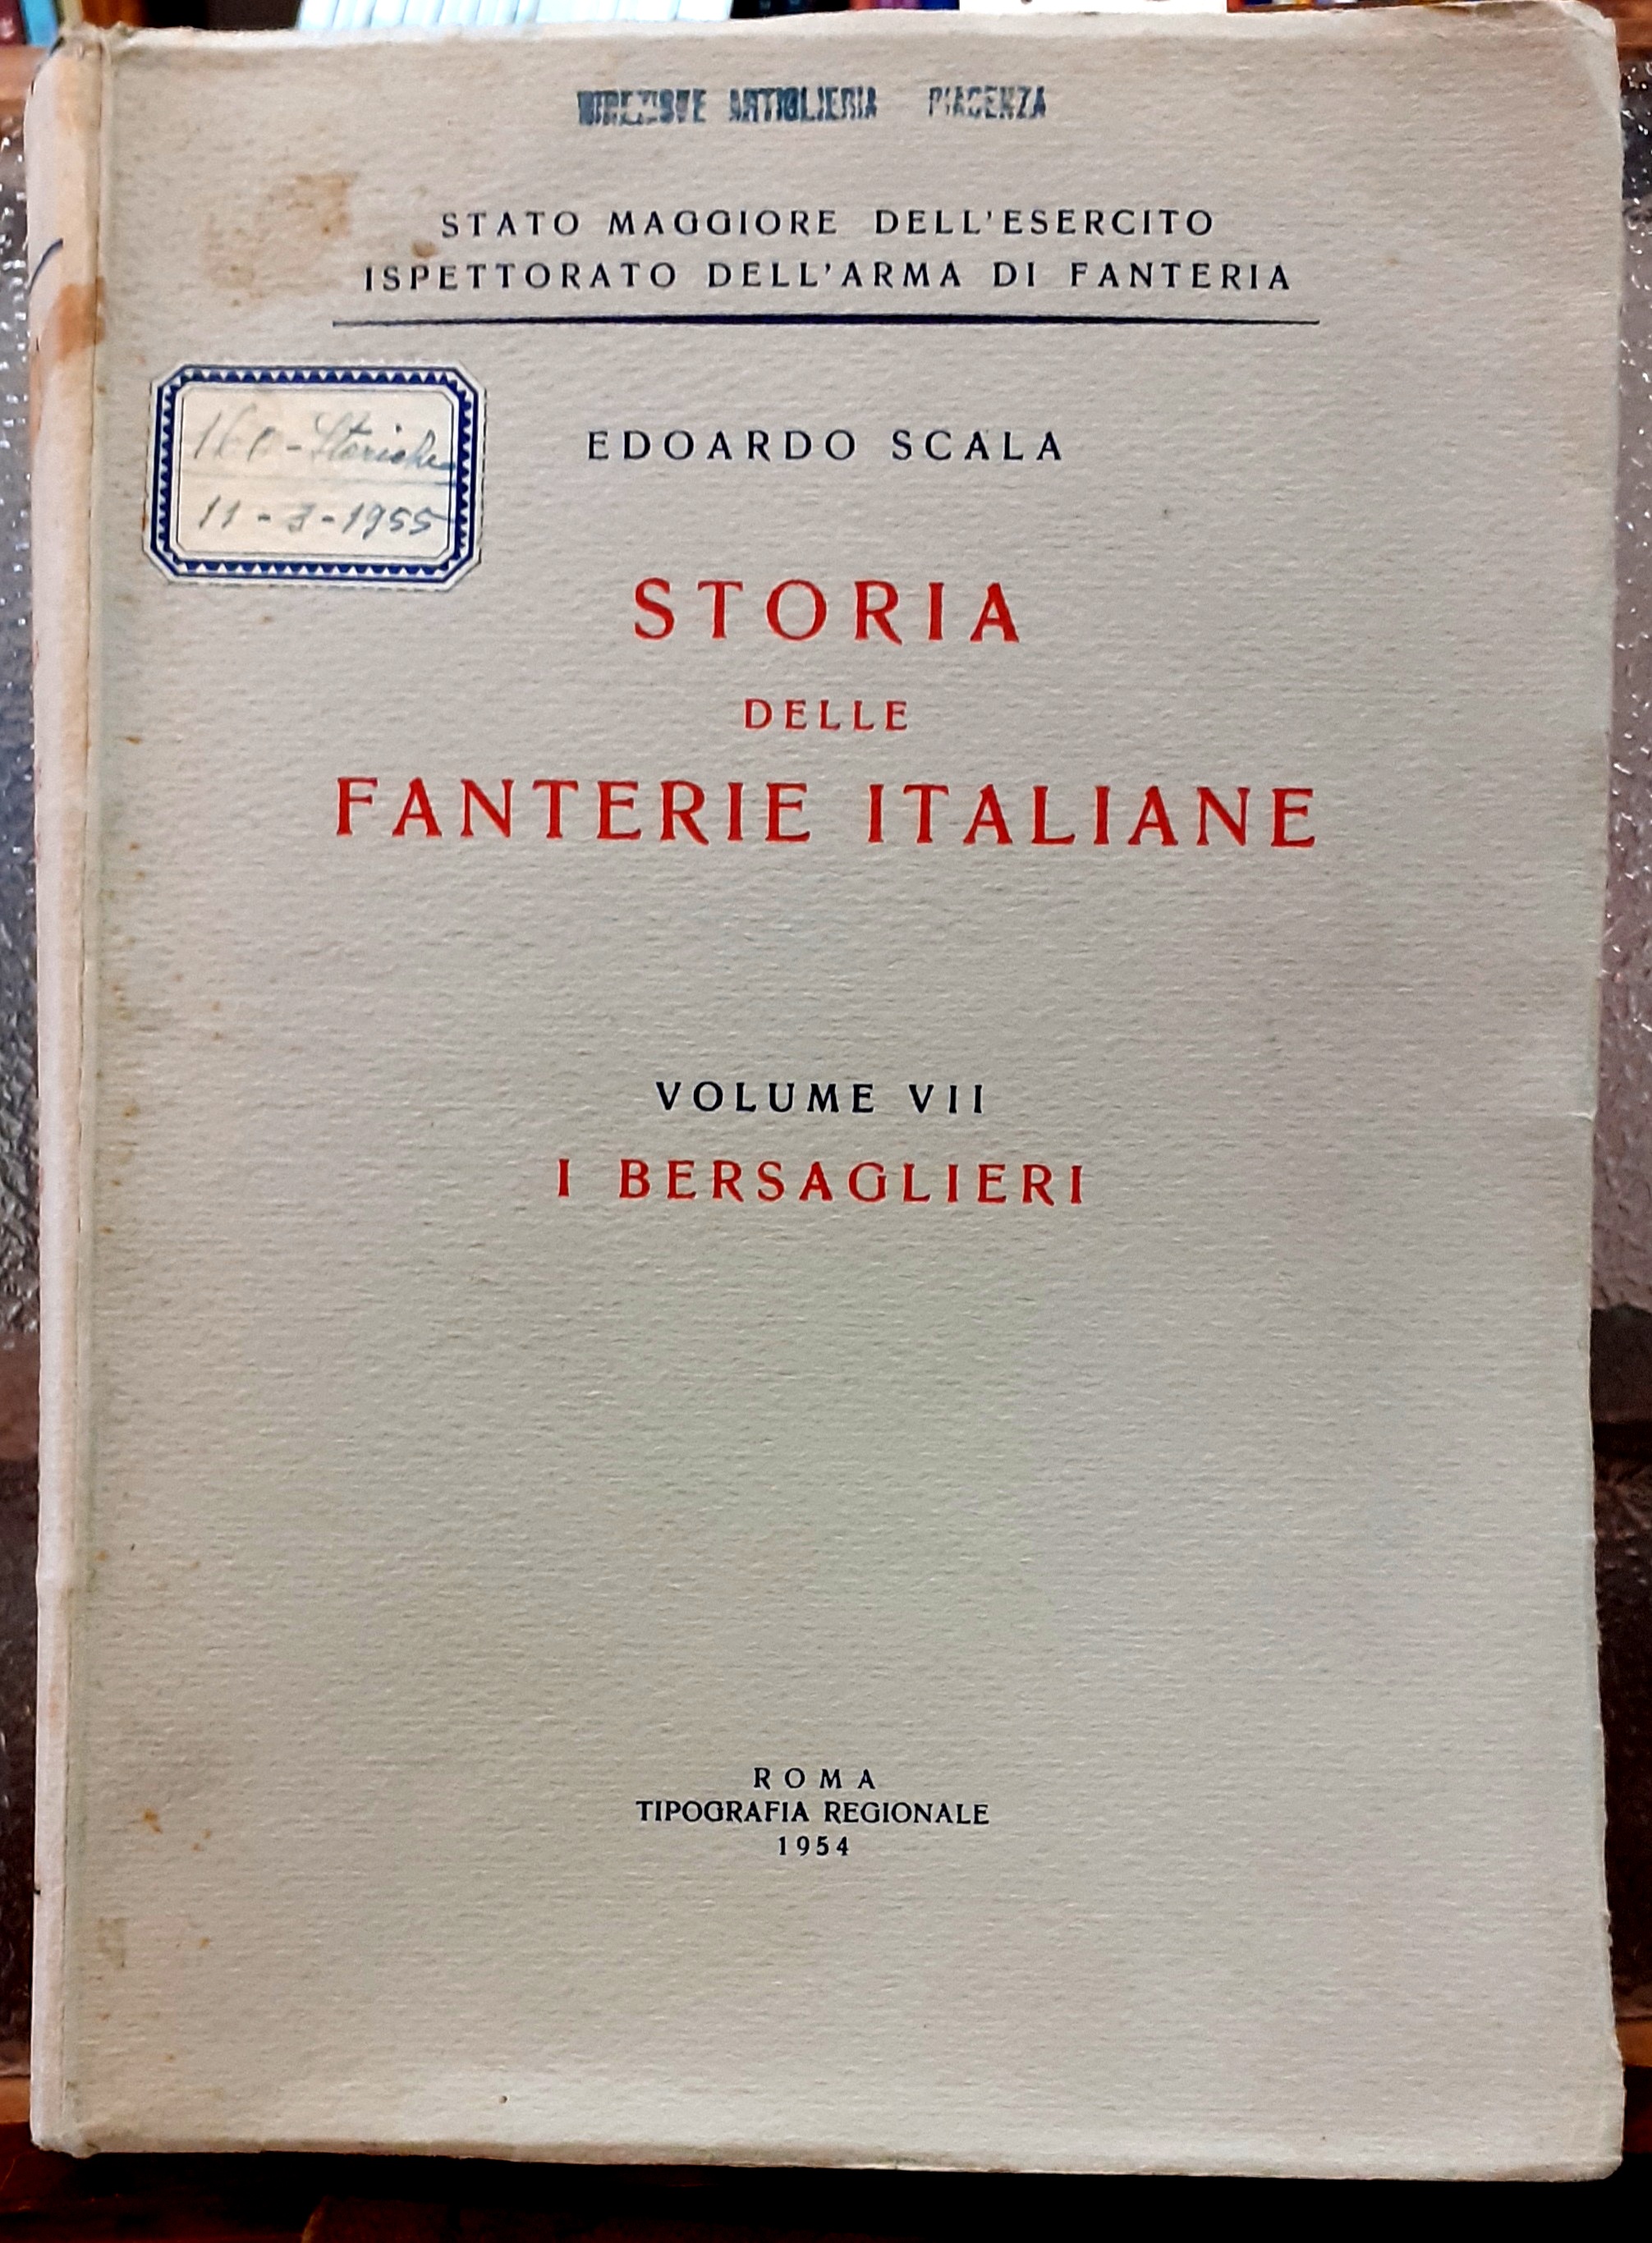 DIREZIONE ARTIGLIERIA PIACENZA
STATO MAGGIORE DELL'ESERCITO
ISPETTORATO DELL'ARMA DI FANTERIA
EDOARDO SCALA
- Storiche
11-3-1955
STORIA
DELLE
FANTERIE ITALIANE
VOLUME VII
I BERSAGLIERI
ROMA
TIPOGRAFIA REGIONALE
1954